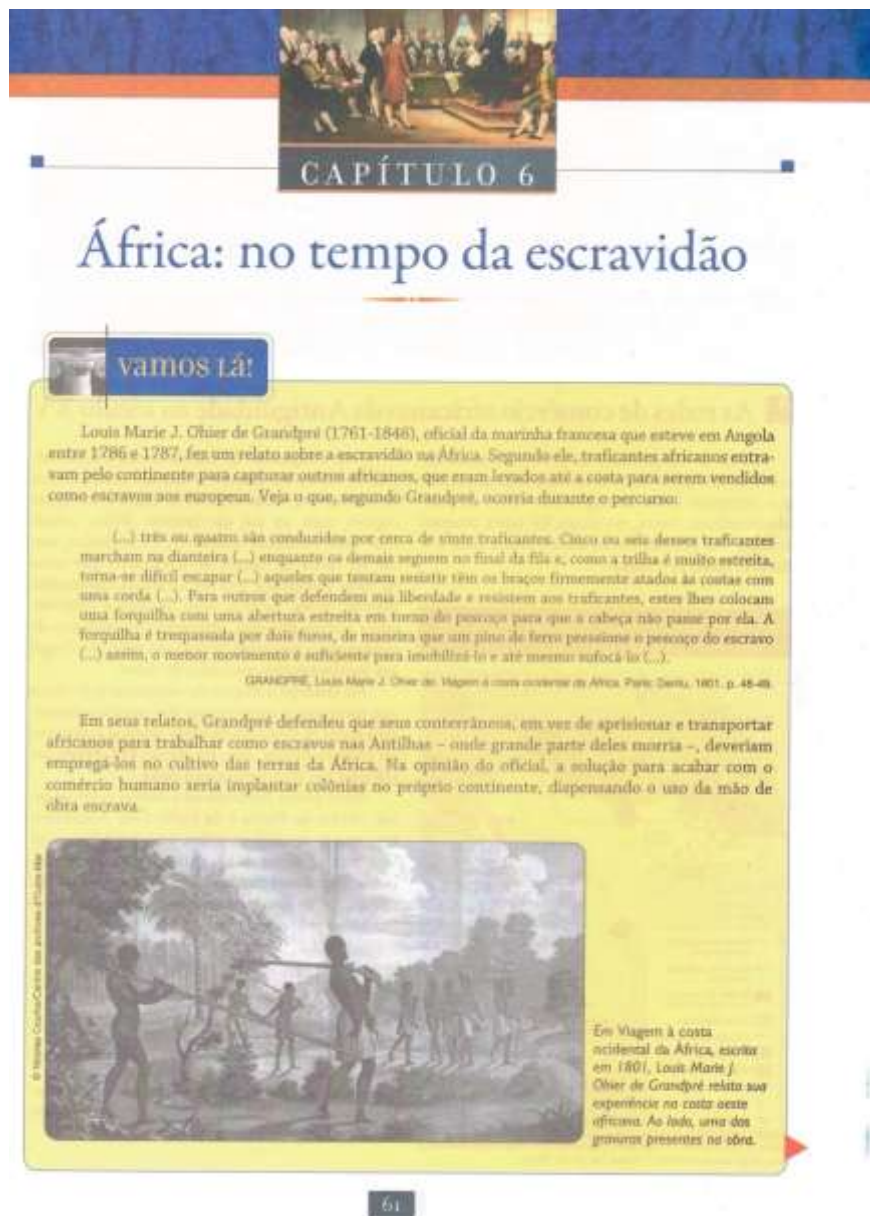 CAPÍTULO 6
África: no tempo da escravidão
vamos lá!
Louis Marie J. Ohier de Grandpré (1761-1846), oficial da marinha francesa que esteve em Angola
entre 1786 e 1787, fez um relato sobre a escravidão na África. Segundo ele, traficantes africanos entra-
vam pelo continente para capturar outros africanos, que eram levados até a costa para serem vendidos
como escravos aos europeus. Veja o que, segundo Grandpré, ocorria durante o percurso:
(...) três ou quatro são conduzidos por cerca de vinte traficantes. Cinco ou seis desses traficantes
marcham na dianteira (...) enquanto os demais seguem no final da fila e, como a trilha é muito estreita,
torna-se difícil escapar (...) aqueles que tentam resistir têm os braços firmemente atados às costas com
uma corda (...). Para outros que defendem sua liberdade e resistem aos traficantes, estes lhes colocam
uma forquilha com uma abertura estreita em torno do pescoço para que a cabeça não passe por ela. A
forquilha é trespassada por dois furos, de maneira que um pino de ferro pressione o pescoço do escravo
(...) assim, o menor movimento é suficiente para imobilizá-lo e até mesmo sufocá-lo (...).
GRANDPRÉ, Louis Marie J. Ohier de. Viagem à costa ocidental da África. Paris: Dentu, 1801. p. 48-49.
Em seus relatos, Grandpré defendeu que seus conterrâneos, em vez de aprisionar e transportar
africanos para trabalhar como escravos nas Antilhas – onde grande parte deles morria –, deveriam
empregá-los no cultivo das terras da África. Na opinião do oficial, a solução para acabar com o
comércio humano seria implantar colônias no próprio continente, dispensando o uso da mão de
obra escrava.
Em Viagem à costa
ocidental da África, escrita
em 1801, Louis Marie J.
Ohier de Grandpré relata sua
experiência na costa oeste
africana. Ao lado, uma das
gravuras presentes na obra.
61